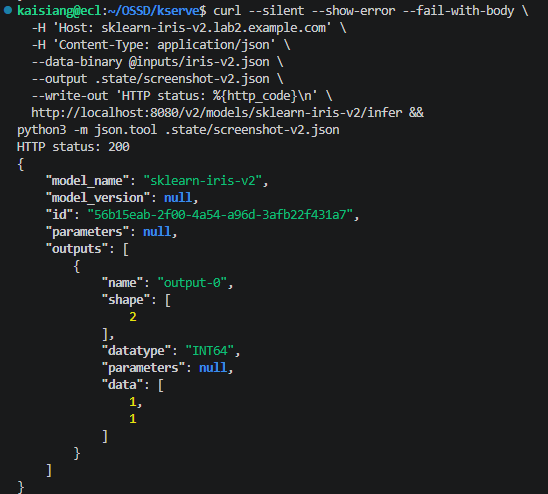 kaisiang@ecl:~/OSSD/kserve$ curl --silent --show-error --fail-with-body \
  -H 'Host: sklearn-iris-v2.lab2.example.com' \
  -H 'Content-Type: application/json' \
  --data-binary @inputs/iris-v2.json \
  --output .state/screenshot-v2.json \
  --write-out 'HTTP status: %{http_code}\n' \
  http://localhost:8080/v2/models/sklearn-iris-v2/infer &&
python3 -m json.tool .state/screenshot-v2.json
HTTP status: 200
{
    "model_name": "sklearn-iris-v2",
    "model_version": null,
    "id": "56b15eab-2f00-4a54-a96d-3afb22f431a7",
    "parameters": null,
    "outputs": [
        {
            "name": "output-0",
            "shape": [
                2
            ],
            "datatype": "INT64",
            "parameters": null,
            "data": [
                1,
                1
            ]
        }
    ]
}